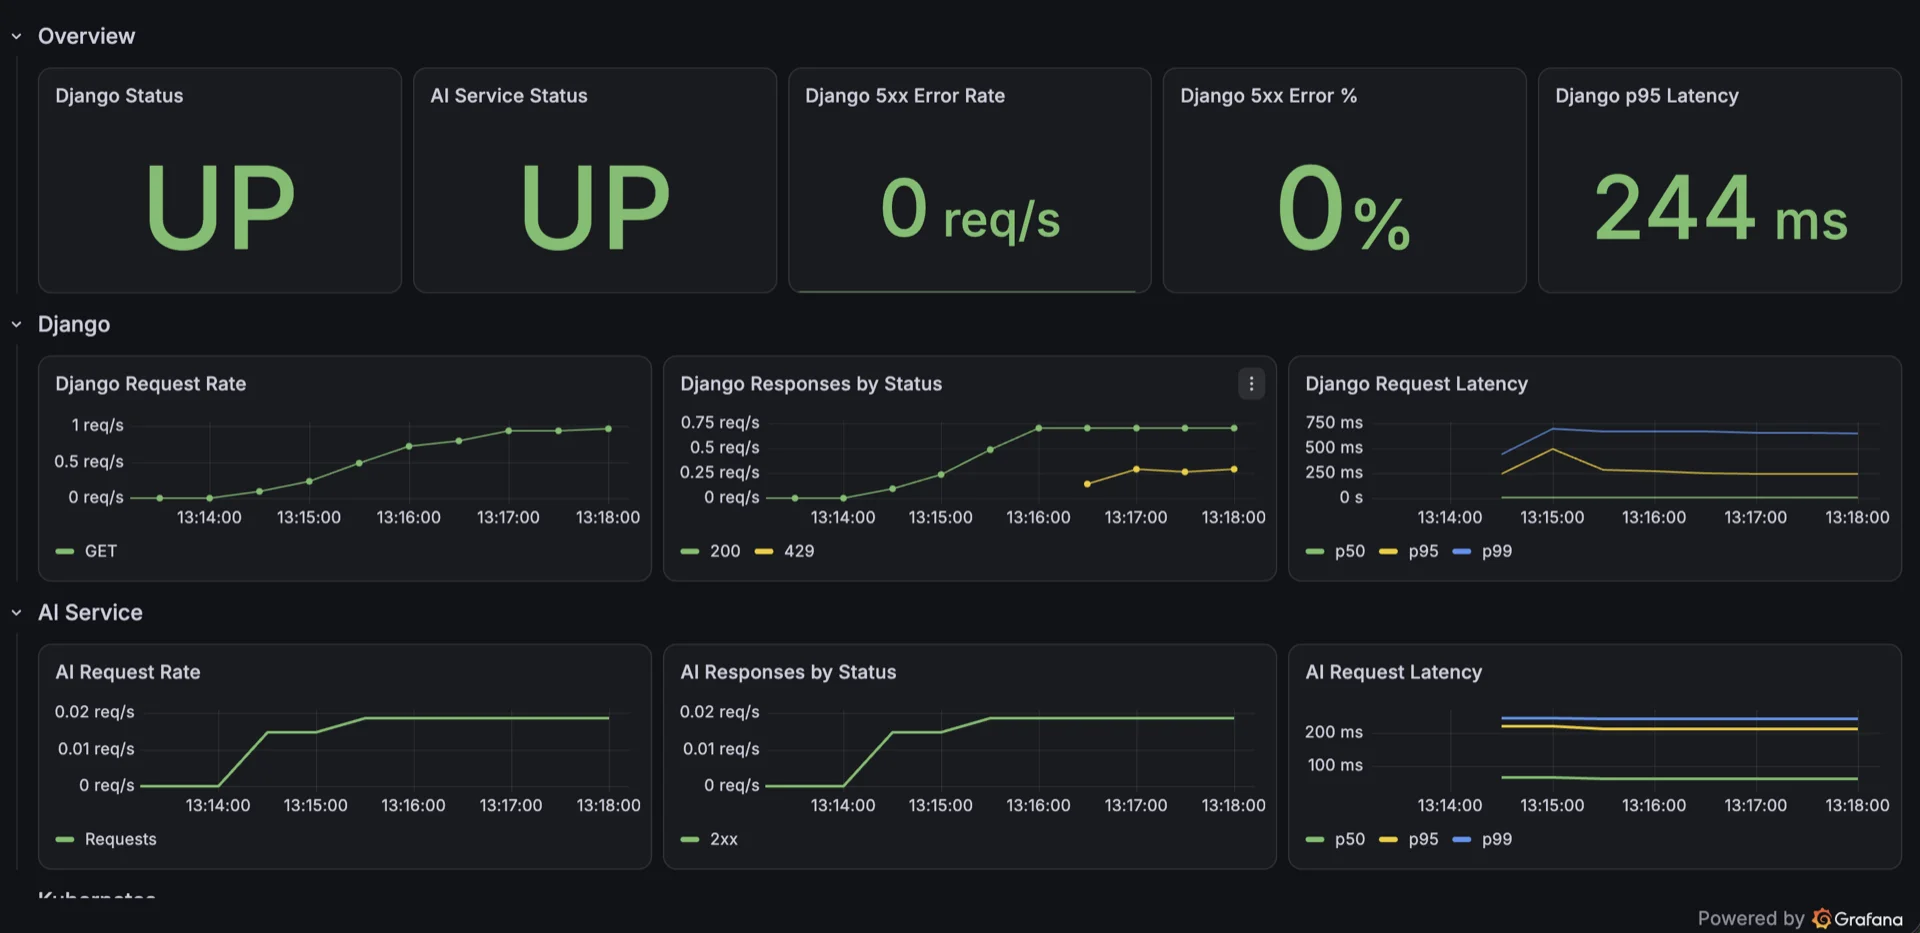 Overview
Django Status
UP
AI Service Status
UP
Django 5xx Error Rate
0 req/s
Django 5xx Error %
0%
Django p95 Latency
244 ms
Django
Django Request Rate
1 req/s
0.5 req/s
0 req/s
13:14:00 13:15:00 13:16:00 13:17:00 13:18:00
GET
Django Responses by Status
0.75 req/s
0.5 req/s
0.25 req/s
0 req/s
13:14:00 13:15:00 13:16:00 13:17:00 13:18:00
200 429
Django Request Latency
750 ms
500 ms
250 ms
0 s
13:14:00 13:15:00 13:16:00 13:17:00 13:18:00
p50 p95 p99
AI Service
AI Request Rate
0.02 req/s
0.01 req/s
0 req/s
13:14:00 13:15:00 13:16:00 13:17:00 13:18:00
Requests
AI Responses by Status
0.02 req/s
0.01 req/s
0 req/s
13:14:00 13:15:00 13:16:00 13:17:00 13:18:00
2xx
AI Request Latency
200 ms
100 ms
13:14:00 13:15:00 13:16:00 13:17:00 13:18:00
p50 p95 p99
Kubernetes
Powered by Grafana